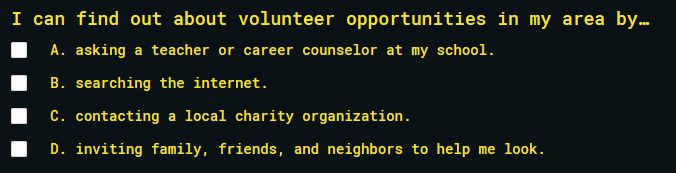 I can find out about volunteer opportunities in my area by…
A. asking a teacher or career counselor at my school.
B. searching the internet.
C. contacting a local charity organization.
D. inviting family, friends, and neighbors to help me look.